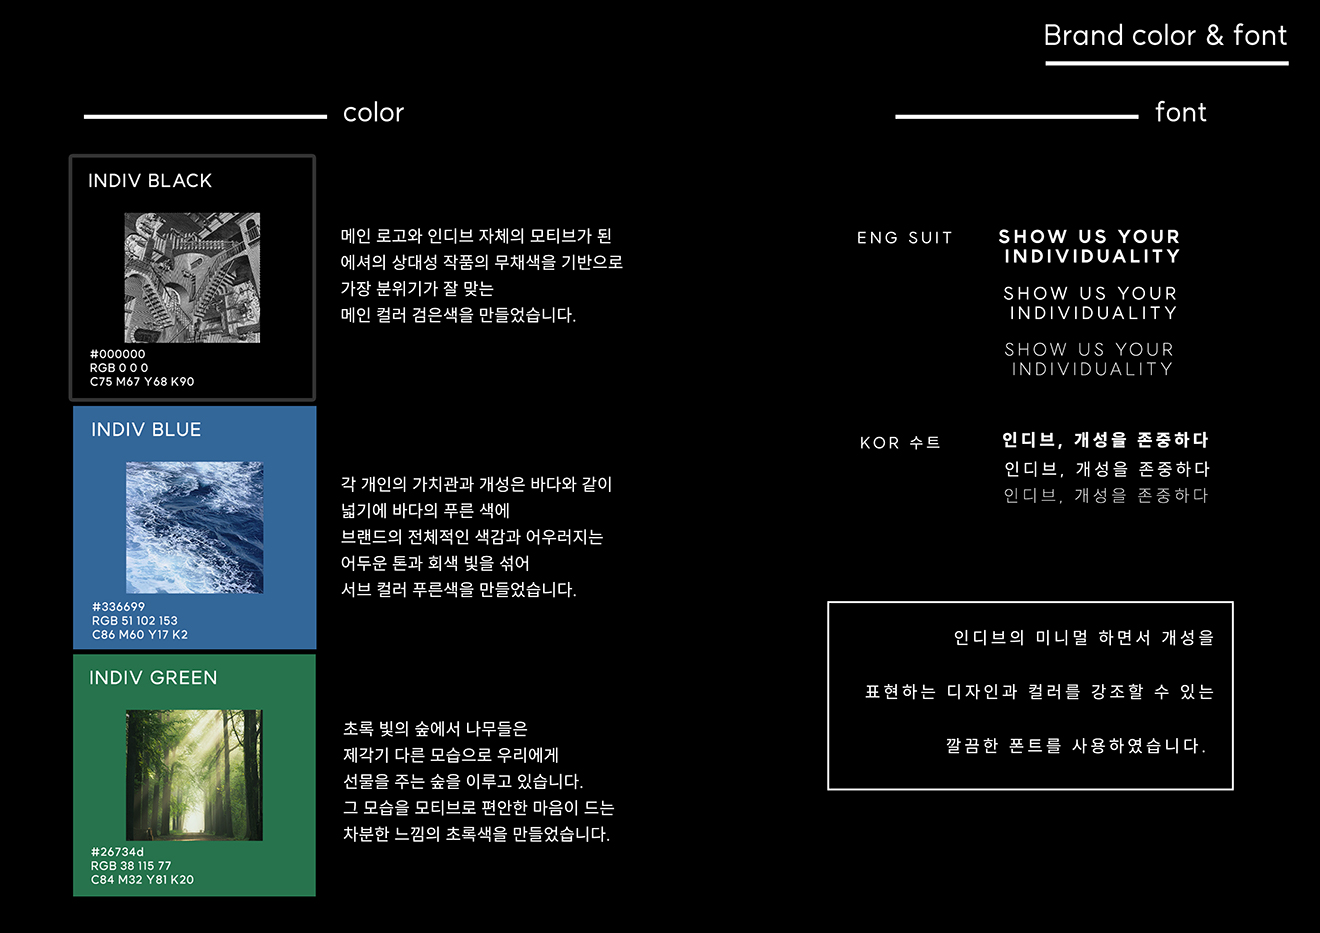 Brand color & font
color
INDIV BLACK
#000000
RGB 0 0 0
C75 M67 Y68 K90
메인 로고와 인디브 자체의 모티브가 된
에셔의 상대성 작품의 무채색을 기반으로
가장 분위기가 잘 맞는
메인 컬러 검은색을 만들었습니다.
INDIV BLUE
#336699
RGB 51 102 153
C86 M60 Y17 K2
각 개인의 가치관과 개성은 바다와 같이
넓기에 바다의 푸른 색에
브랜드의 전체적인 색감과 어우러지는
어두운 톤과 회색 빛을 섞어
서브 컬러 푸른색을 만들었습니다.
INDIV GREEN
#26734d
RGB 38 115 77
C84 M32 Y81 K20
초록 빛의 숲에서 나무들은
제각기 다른 모습으로 우리에게
선물을 주는 숲을 이루고 있습니다.
그 모습을 모티브로 편안한 마음이 드는
차분한 느낌의 초록색을 만들었습니다.
font
ENG SUIT
SHOW US YOUR
INDIVIDUALITY
SHOW US YOUR
INDIVIDUALITY
SHOW US YOUR
INDIVIDUALITY
KOR 수트
인디브, 개성을 존중하다
인디브, 개성을 존중하다
인디브, 개성을 존중하다
인디브의 미니멀 하면서 개성을
표현하는 디자인과 컬러를 강조할 수 있는
깔끔한 폰트를 사용하였습니다.